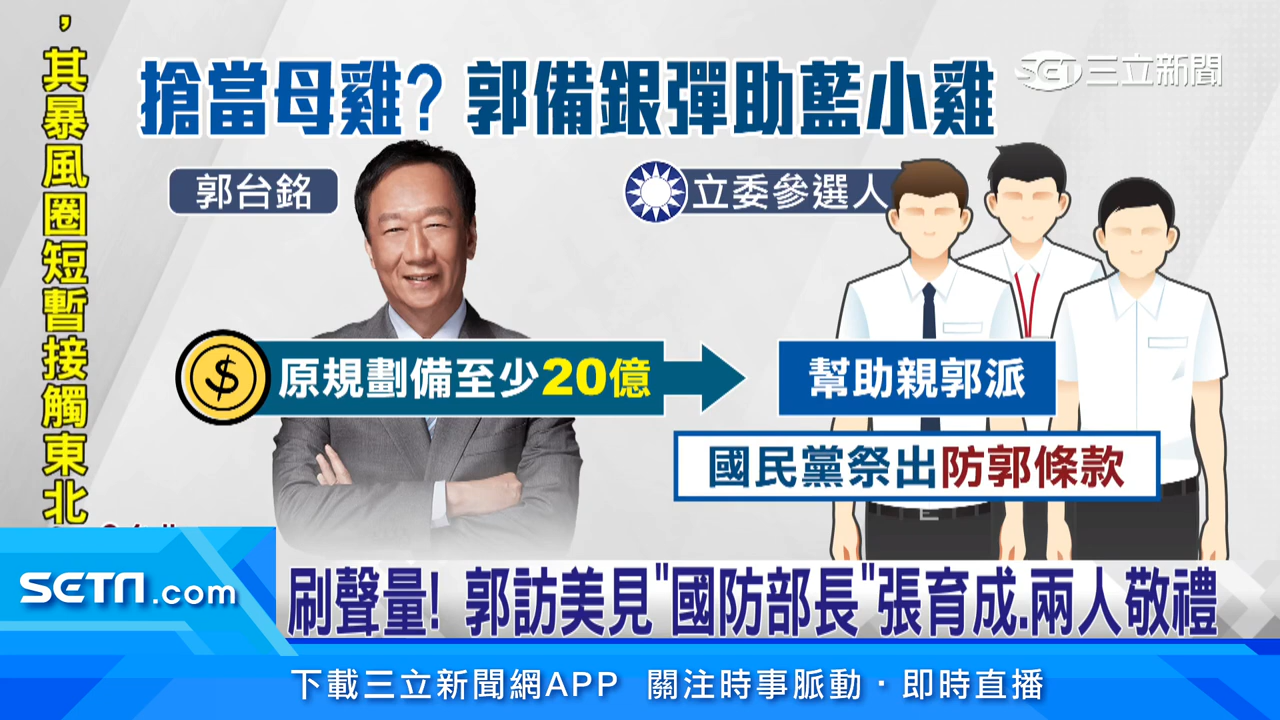 ，其暴風圈短暫接觸東北
搶當母雞? 郭備銀彈助藍小雞
SET三立新聞
郭台銘
立委參選人
$
原規劃備至少20億
幫助親郭派
國民黨祭出防郭條款
刷聲量! 郭訪美見"國防部長"張育成.兩人敬禮
SETN.com
下載三立新聞網APP 關注時事脈動・即時直播